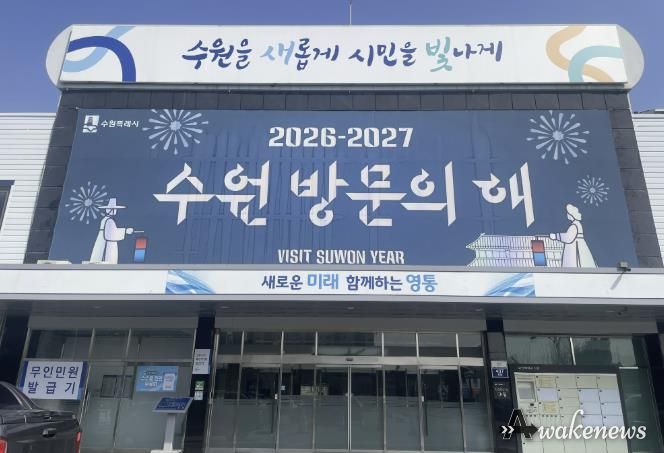 수원을 새롭게 시민을 빛나게
수원특례시
2026-2027
수원 방문의 해
VISIT SUWON YEAR
새로운 미래 함께하는 영통
무인민원
발급기
Awakenews